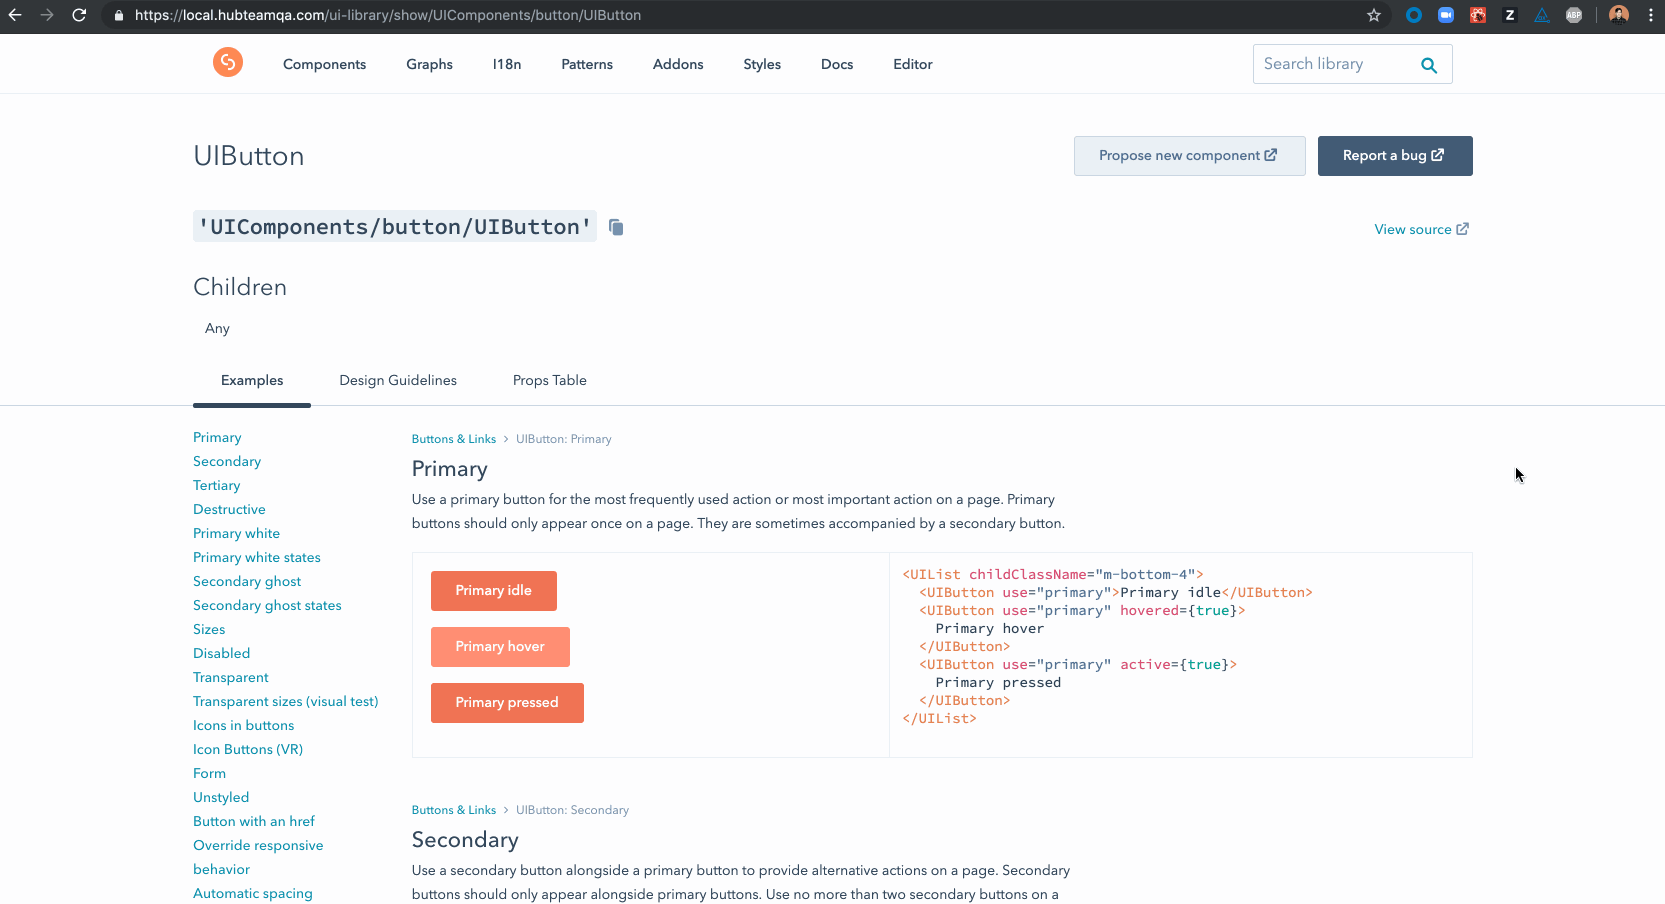 https://local.hubteamqa.com/ui-library/show/UIComponents/button/UIButton
Z
ABP
Components Graphs I18n Patterns Addons Styles Docs Editor
Search library
UIButton
Propose new component
Report a bug
'UIComponents/button/UIButton'
View source
Children
Any
Examples Design Guidelines Props Table
Primary
Secondary
Tertiary
Destructive
Primary white
Primary white states
Secondary ghost
Secondary ghost states
Sizes
Disabled
Transparent
Transparent sizes (visual test)
Icons in buttons
Icon Buttons (VR)
Form
Unstyled
Button with an href
Override responsive
behavior
Automatic spacing
Buttons & Links > UIButton: Primary
Primary
Use a primary button for the most frequently used action or most important action on a page. Primary
buttons should only appear once on a page. They are sometimes accompanied by a secondary button.
Primary idle
Primary hover
Primary pressed
<UIList childClassName="m-bottom-4">
<UIButton use="primary">Primary idle</UIButton>
<UIButton use="primary" hovered={true}>
Primary hover
</UIButton>
<UIButton use="primary" active={true}>
Primary pressed
</UIButton>
</UIList>
Buttons & Links > UIButton: Secondary
Secondary
Use a secondary button alongside a primary button to provide alternative actions on a page. Secondary
buttons should only appear alongside primary buttons. Use no more than two secondary buttons on a